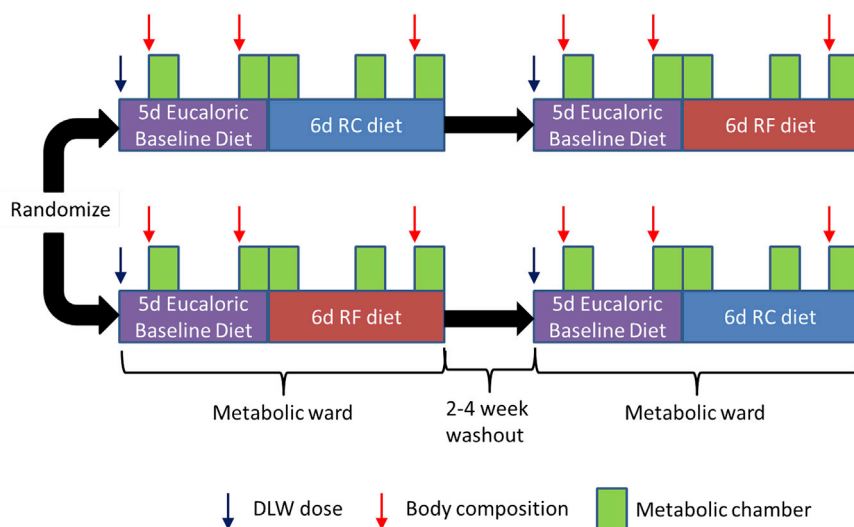 5d Eucaloric
Baseline Diet
6d RC diet
5d Eucaloric
Baseline Diet
6d RF diet
Randomize
5d Eucaloric
Baseline Diet
6d RF diet
5d Eucaloric
Baseline Diet
6d RC diet
Metabolic ward
2-4 week
washout
Metabolic ward
DLW dose
Body composition
Metabolic chamber